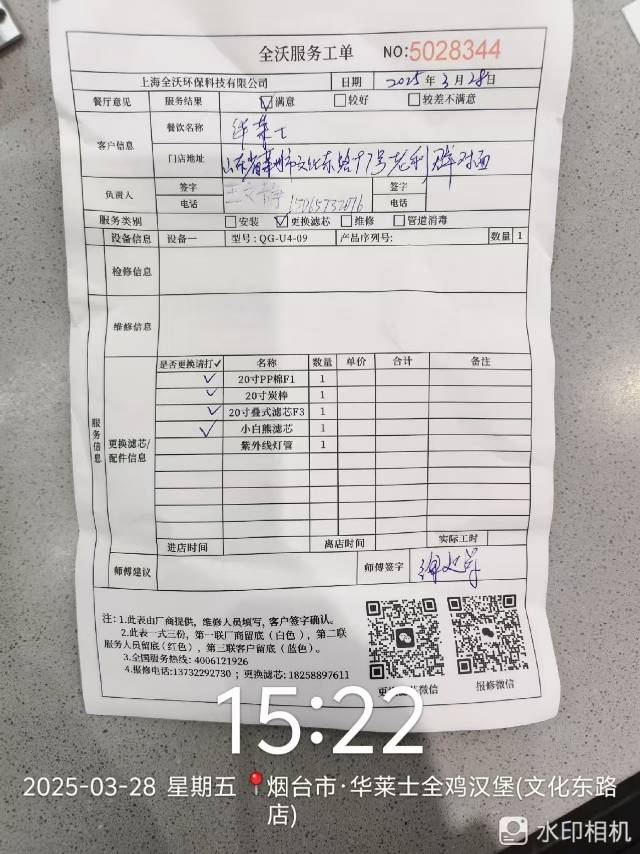 全沃服务工单 NO:5028344
上海全沃环保科技有限公司 日期 2025年3月28日
餐厅意见 服务结果 ☑满意 □较好 □较差不满意
客户信息 餐饮名称 华莱士
门店地址 山东省莱州市文化东路
负责人 签字 签字
电话 电话
服务类别 □安装 ☑更换滤芯 □维修 □管道消毒
设备信息 设备一 型号:QG-U4-09 产品序列号: 数量 1
检修信息
维修信息
服务信息
更换滤芯/配件信息
是否更换请打✓ 名称 数量 单价 合计 备注
✓ 20寸PP棉F1 1
✓ 20寸炭棒 1
✓ 20寸叠式滤芯F3 1
✓ 小白熊滤芯 1
紫外线灯管 1
进店时间 离店时间 实际工时
师傅建议 师傅签字
注:1.此表由厂商提供，维修人员填写，客户签字确认。
2.此表一式三份，第一联厂商留底(白色)，第二联
服务人员留底(红色)，第三联客户留底(蓝色)。
3.全国服务热线: 4006121926
4.报修电话:13732292730；更换滤芯: 18258897611
报修微信
15:22
2025-03-28 星期五 烟台市·华莱士全鸡汉堡(文化东路
店)
水印相机